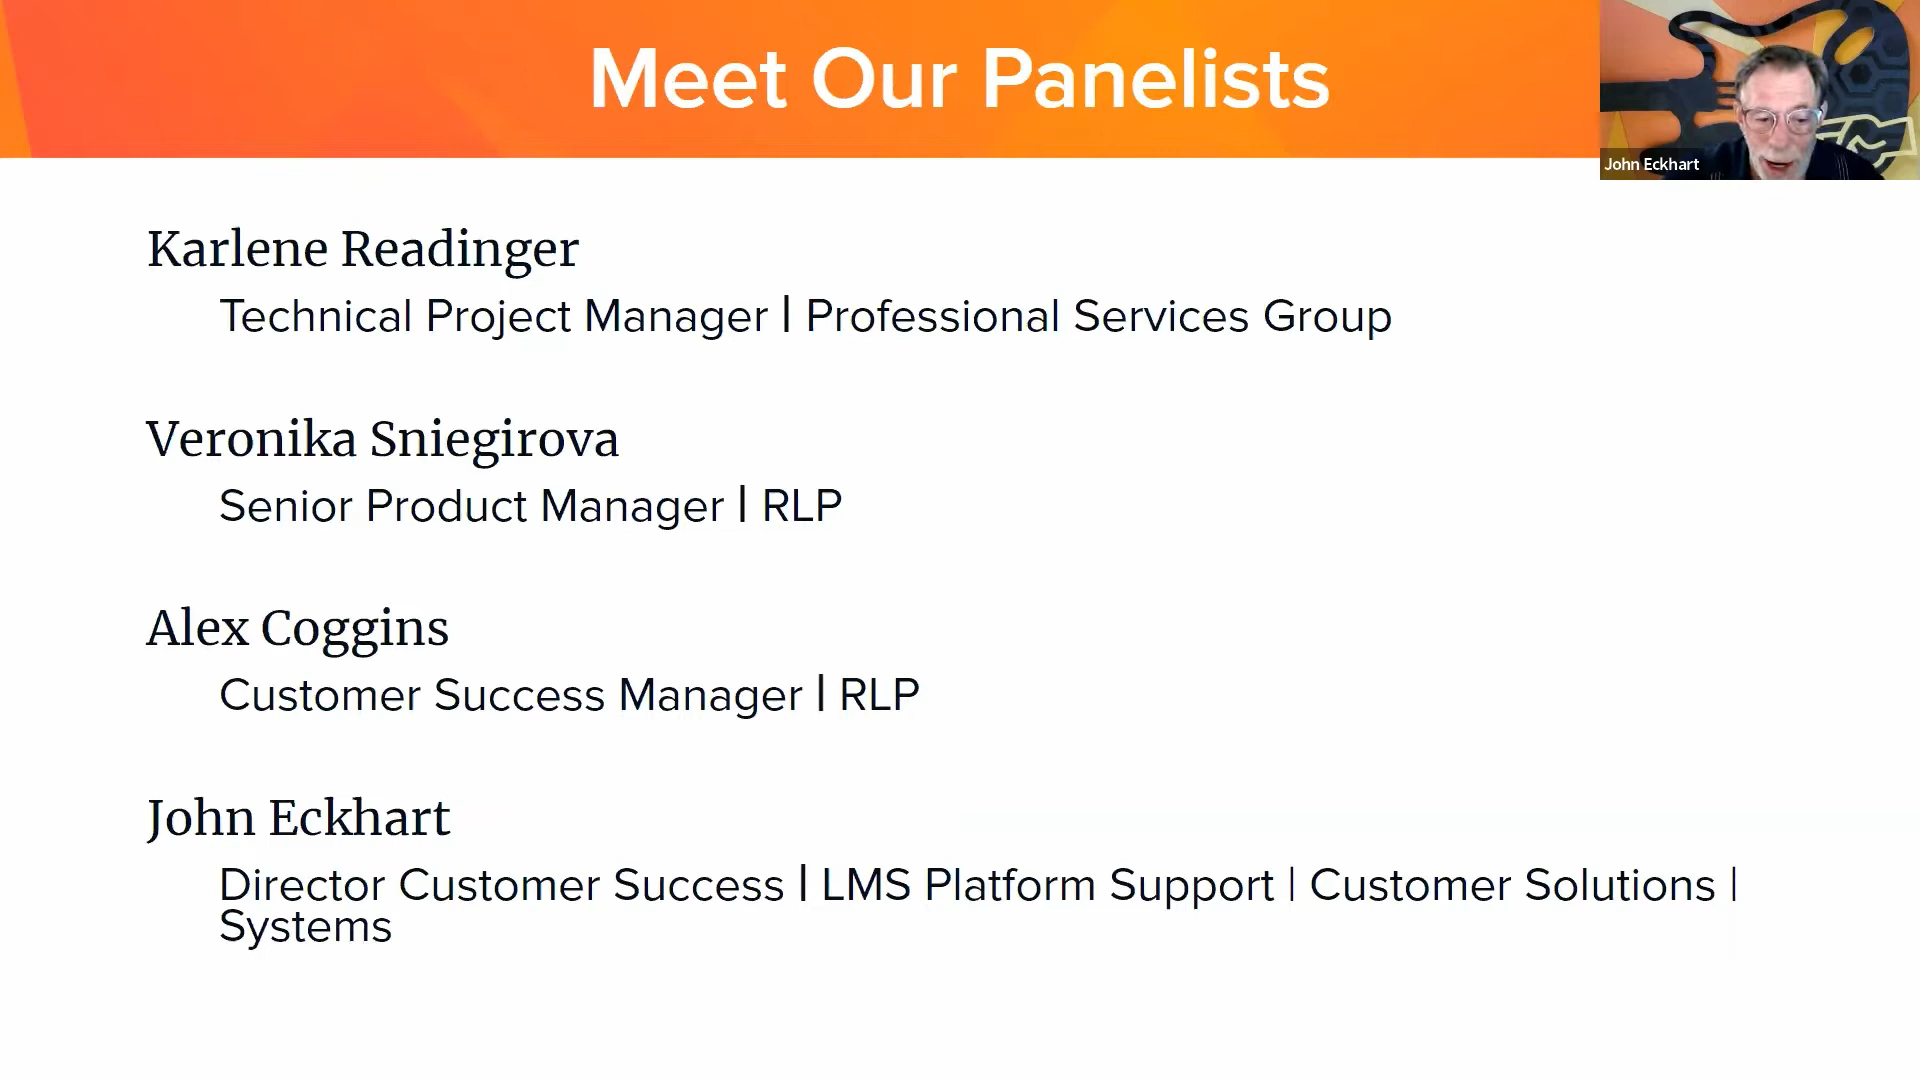 Meet Our Panelists
John Eckhart
Karlene Readinger
Technical Project Manager | Professional Services Group
Veronika Sniegirova
Senior Product Manager | RLP
Alex Coggins
Customer Success Manager | RLP
John Eckhart
Director Customer Success | LMS Platform Support | Customer Solutions |
Systems